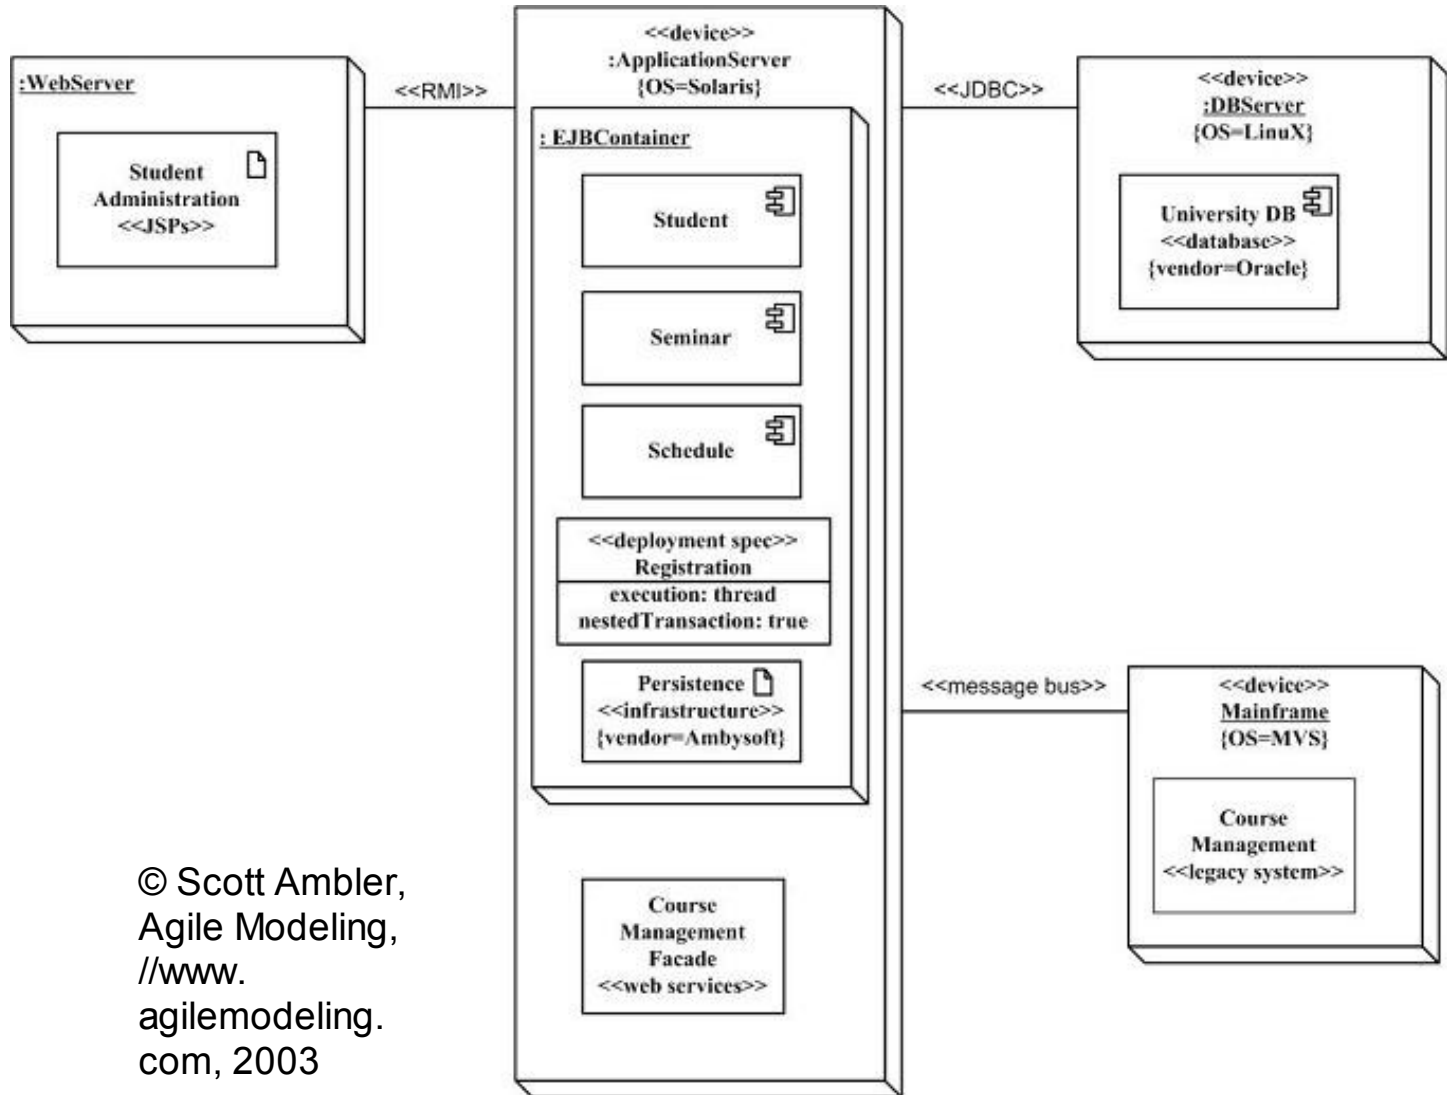 :WebServer
Student
Administration
<<JSPs>>
<<RMI>>
<<device>>
:ApplicationServer
{OS=Solaris}
: EJBContainer
Student
Seminar
Schedule
<<deployment spec>>
Registration
execution: thread
nestedTransaction: true
Persistence
<<infrastructure>>
{vendor=Ambysoft}
Course
Management
Facade
<<web services>>
<<JDBC>>
<<device>>
:DBServer
{OS=LinuX}
University DB
<<database>>
{vendor=Oracle}
<<message bus>>
<<device>>
Mainframe
{OS=MVS}
Course
Management
<<legacy system>>
© Scott Ambler,
Agile Modeling,
//www.
agilemodeling.
com, 2003